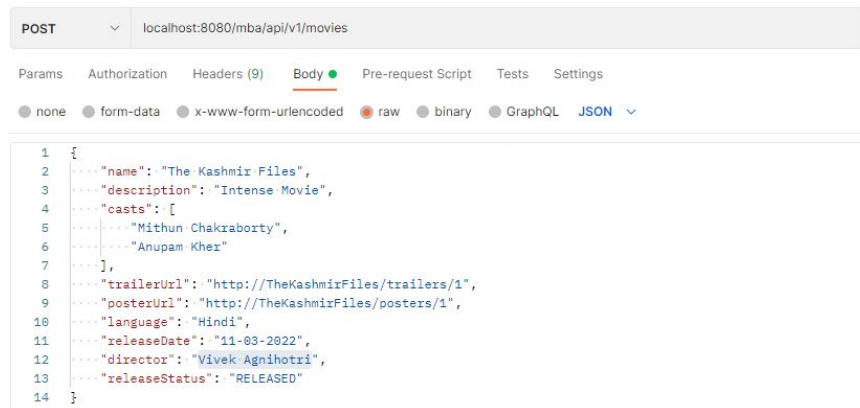 POST localhost:8080/mba/api/v1/movies
Params Authorization Headers (9) Body Pre-request Script Tests Settings
none form-data x-www-form-urlencoded raw binary GraphQL JSON
1 {
2 "name": "The Kashmir Files",
3 "description": "Intense Movie",
4 "casts": [
5 "Mithun Chakraborty",
6 "Anupam Kher"
7 ],
8 "trailerUrl": "http://TheKashmirFiles/trailers/1",
9 "posterUrl": "http://TheKashmirFiles/posters/1",
10 "language": "Hindi",
11 "releaseDate": "11-03-2022",
12 "director": "Vivek Agnihotri",
13 "releaseStatus": "RELEASED"
14 }